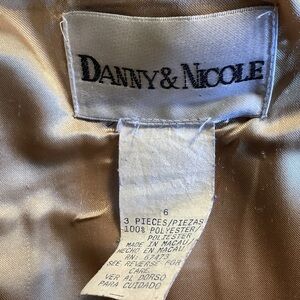 DANNY & NICOLE
6
3 PIECES/PIEZAS
100% POLYESTER/
POLIESTER
MADE IN MACAU/
HECHO EN MACAU
RN: 67473
SEE REVERSE FOR
CARE
VER AL DORSO
PARA CUIDADO